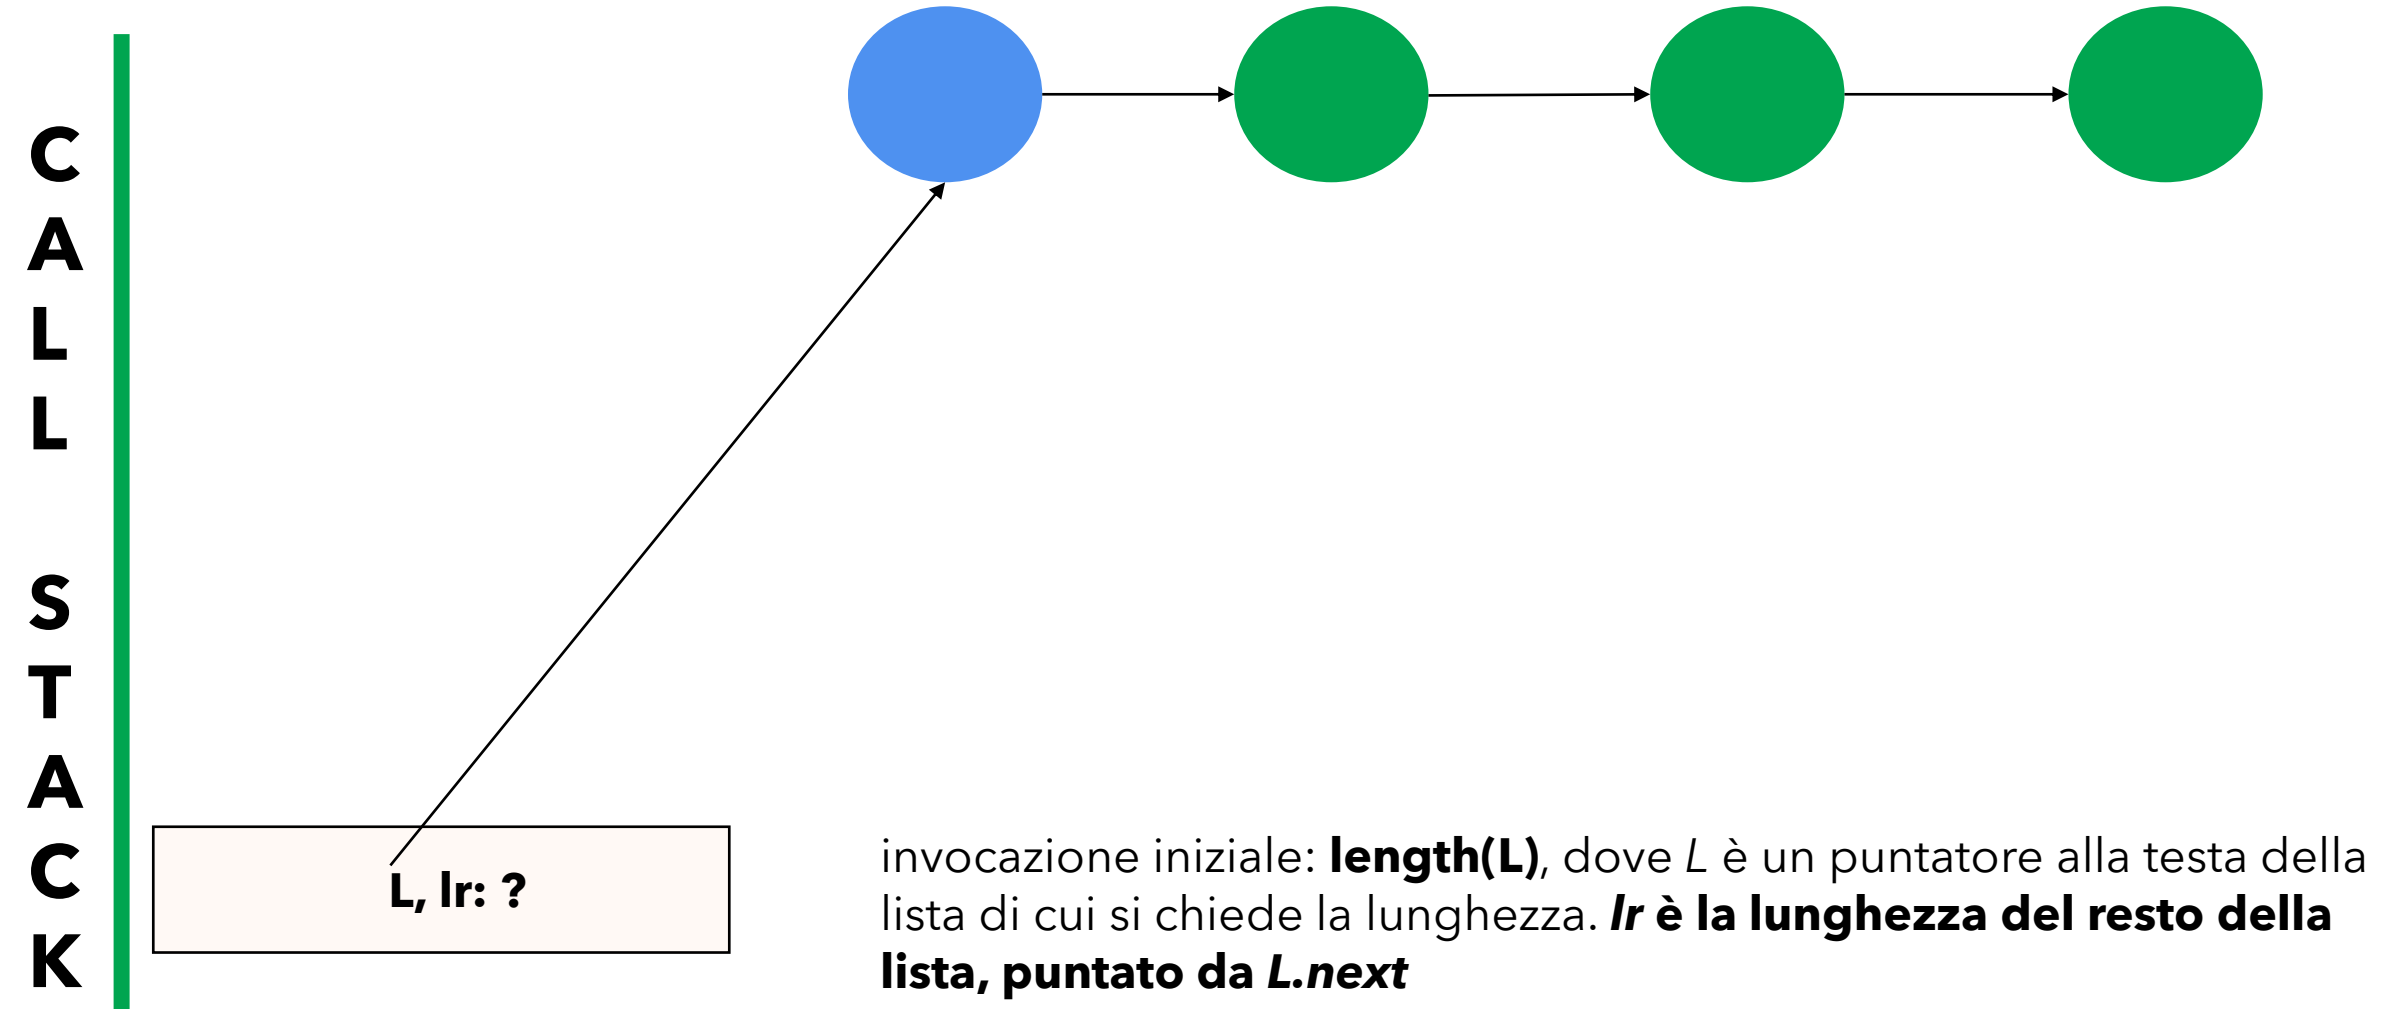 C
A
L
L
S
T
A
C
K
L, lr: ?
invocazione iniziale: length(L), dove L è un puntatore alla testa della
lista di cui si chiede la lunghezza. lr è la lunghezza del resto della
lista, puntato da L.next